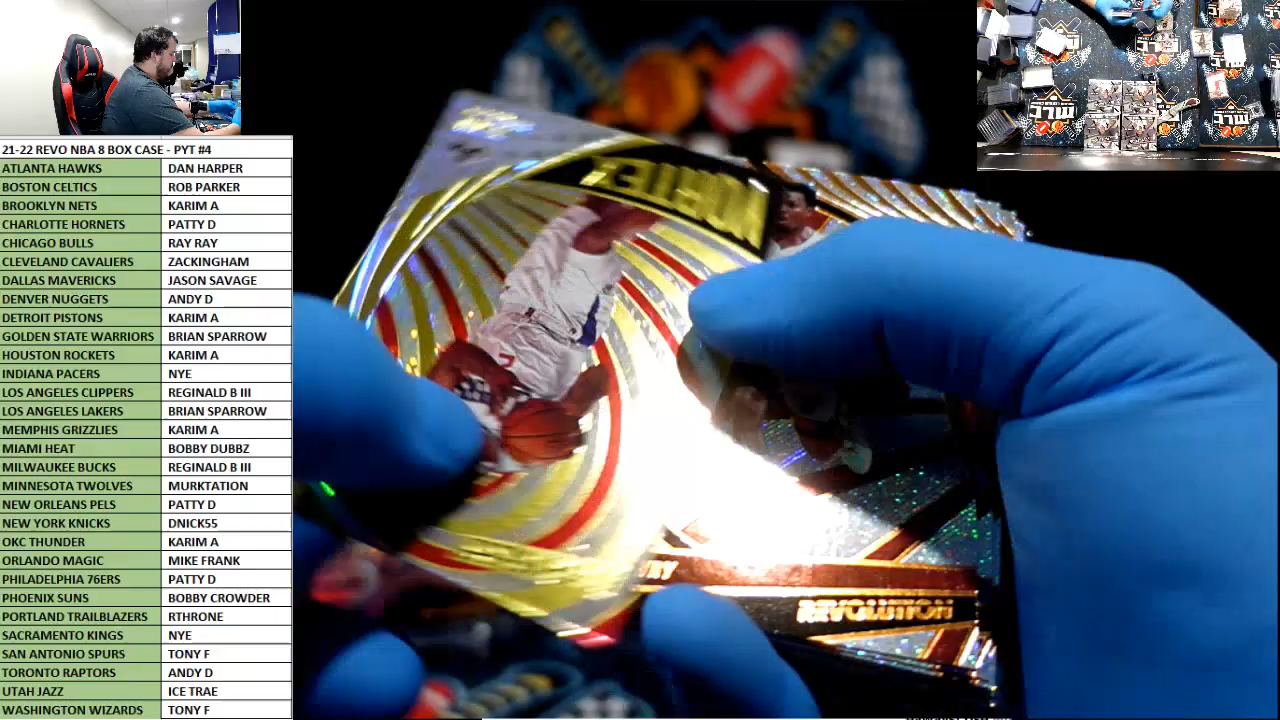 21-22 REVO NBA 8 BOX CASE - PYT #4
ATLANTA HAWKS DAN HARPER
BOSTON CELTICS ROB PARKER
BROOKLYN NETS KARIM A
CHARLOTTE HORNETS PATTY D
CHICAGO BULLS RAY RAY
CLEVELAND CAVALIERS ZACKINGHAM
DALLAS MAVERICKS JASON SAVAGE
DENVER NUGGETS ANDY D
DETROIT PISTONS KARIM A
GOLDEN STATE WARRIORS BRIAN SPARROW
HOUSTON ROCKETS KARIM A
INDIANA PACERS NYE
LOS ANGELES CLIPPERS REGINALD B III
LOS ANGELES LAKERS BRIAN SPARROW
MEMPHIS GRIZZLIES KARIM A
MIAMI HEAT BOBBY DUBBZ
MILWAUKEE BUCKS REGINALD B III
MINNESOTA TWOLVES MURKTATION
NEW ORLEANS PELS PATTY D
NEW YORK KNICKS DNICK55
OKC THUNDER KARIM A
ORLANDO MAGIC MIKE FRANK
PHILADELPHIA 76ERS PATTY D
PHOENIX SUNS BOBBY CROWDER
PORTLAND TRAILBLAZERS RTHRONE
SACRAMENTO KINGS NYE
SAN ANTONIO SPURS TONY F
TORONTO RAPTORS ANDY D
UTAH JAZZ ICE TRAE
WASHINGTON WIZARDS TONY F
VORTEX
REVOLUTION
MLC